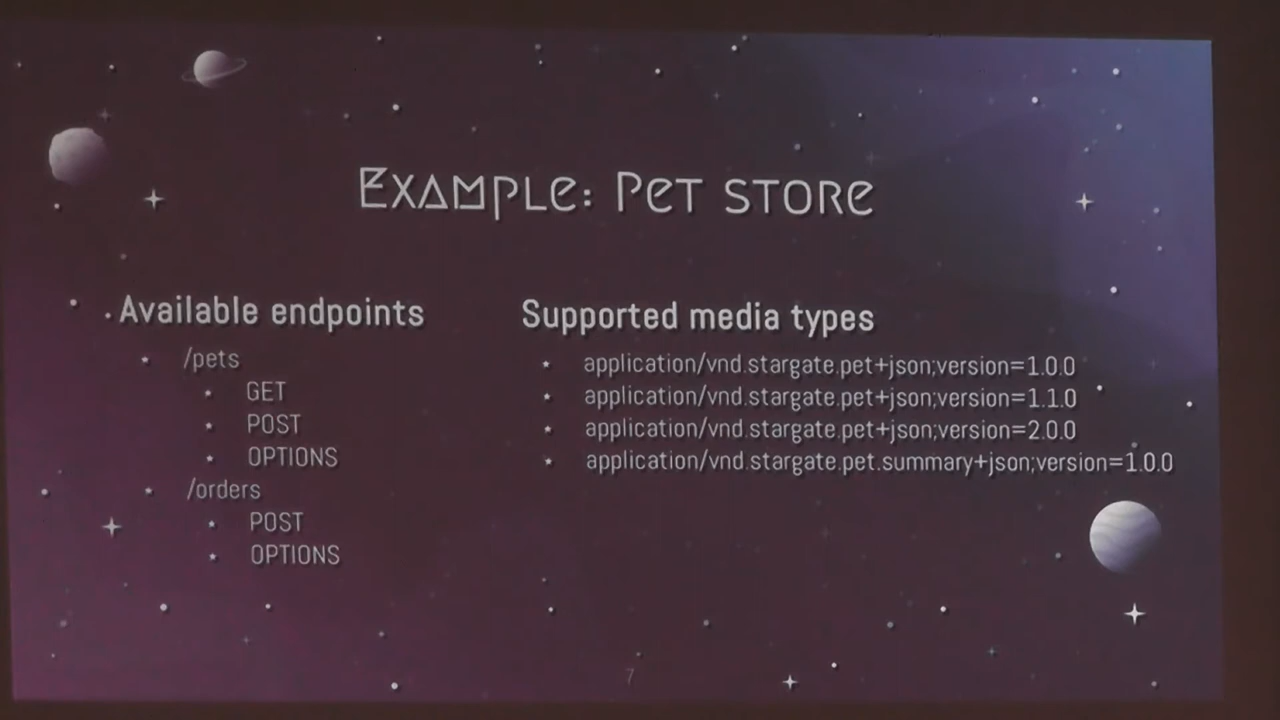 Example: Pet store
Available endpoints
/pets
GET
POST
OPTIONS
/orders
POST
OPTIONS
Supported media types
application/vnd.stargate.pet+json;version=1.0.0
application/vnd.stargate.pet+json;version=1.1.0
application/vnd.stargate.pet+json;version=2.0.0
application/vnd.stargate.pet.summary+json;version=1.0.0
7